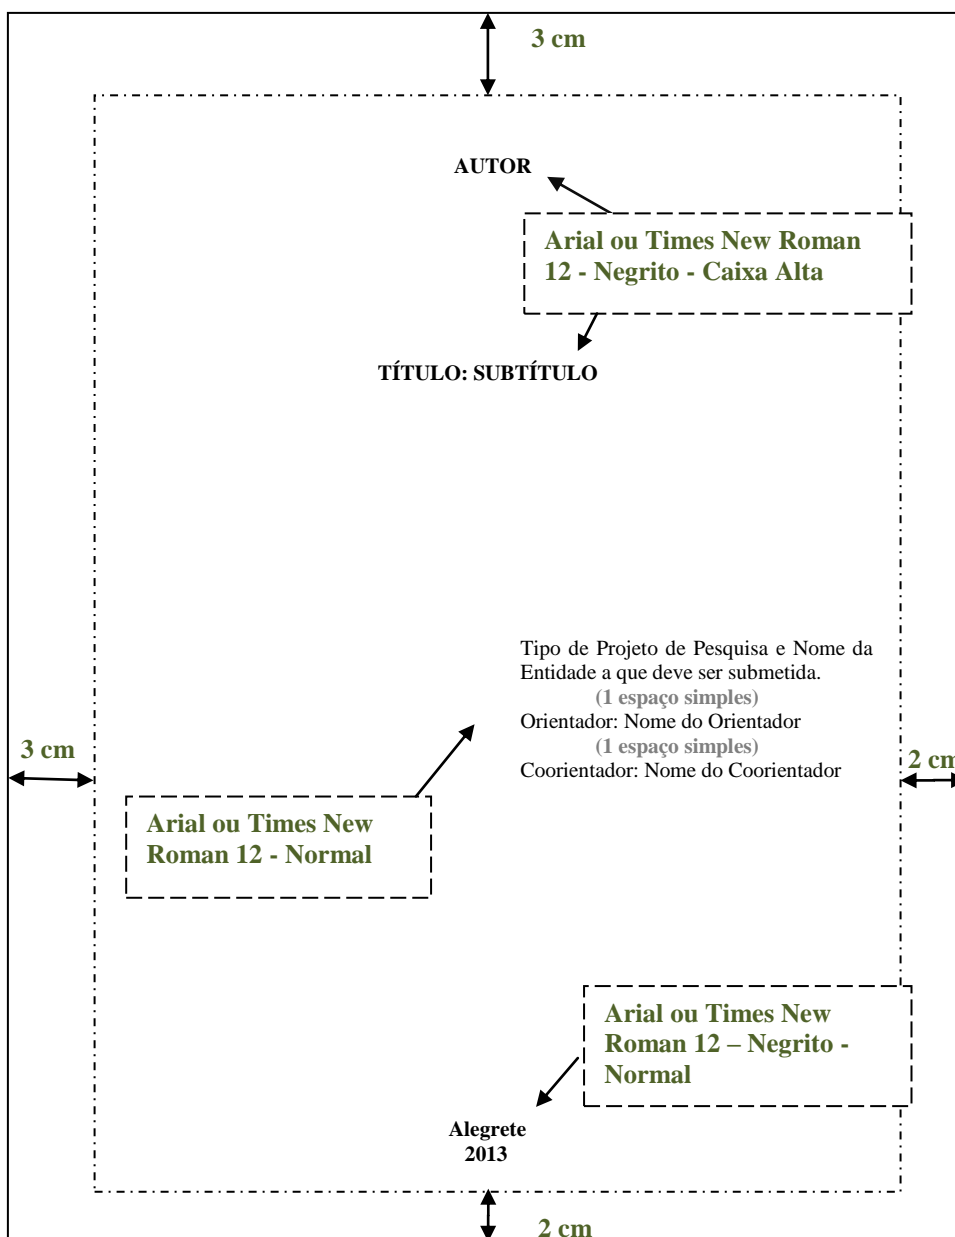 3 cm
AUTOR
Arial ou Times New Roman
12 - Negrito - Caixa Alta
TÍTULO: SUBTÍTULO
Tipo de Projeto de Pesquisa e Nome da
Entidade a que deve ser submetida.
(1 espaço simples)
Orientador: Nome do Orientador
(1 espaço simples)
Coorientador: Nome do Coorientador
3 cm
2 cm
Arial ou Times New
Roman 12 - Normal
Arial ou Times New
Roman 12 – Negrito -
Normal
Alegrete
2013
2 cm